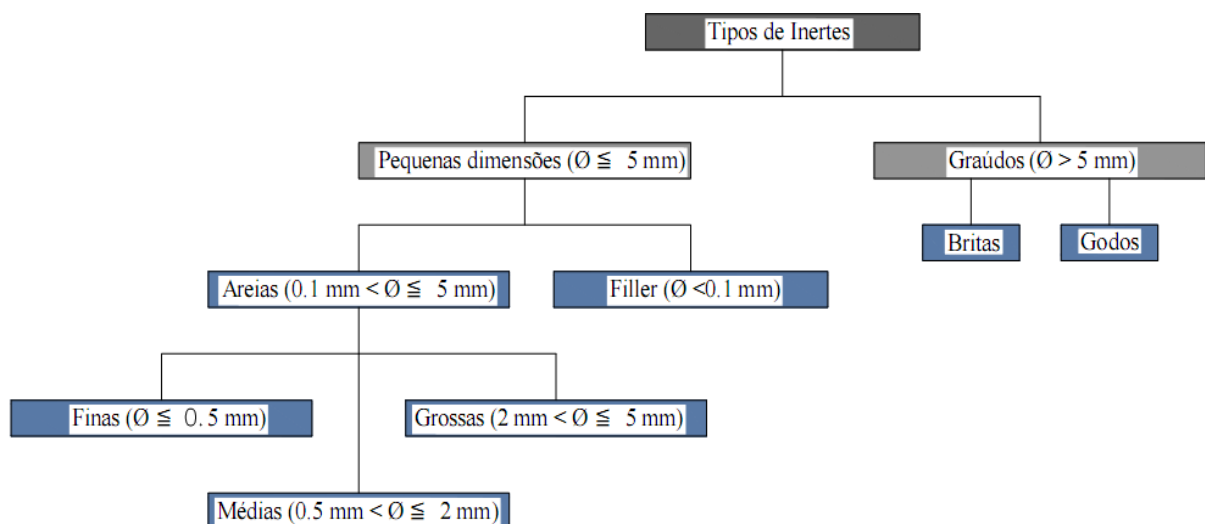 Tipos de Inertes
Pequenas dimensões (Ø ≦ 5 mm)
Graúdos (Ø > 5 mm)
Britas
Godos
Areias (0.1 mm < Ø ≦ 5 mm)
Filler (Ø <0.1 mm)
Finas (Ø ≦ 0.5 mm)
Grossas (2 mm < Ø ≦ 5 mm)
Médias (0.5 mm < Ø ≦ 2 mm)